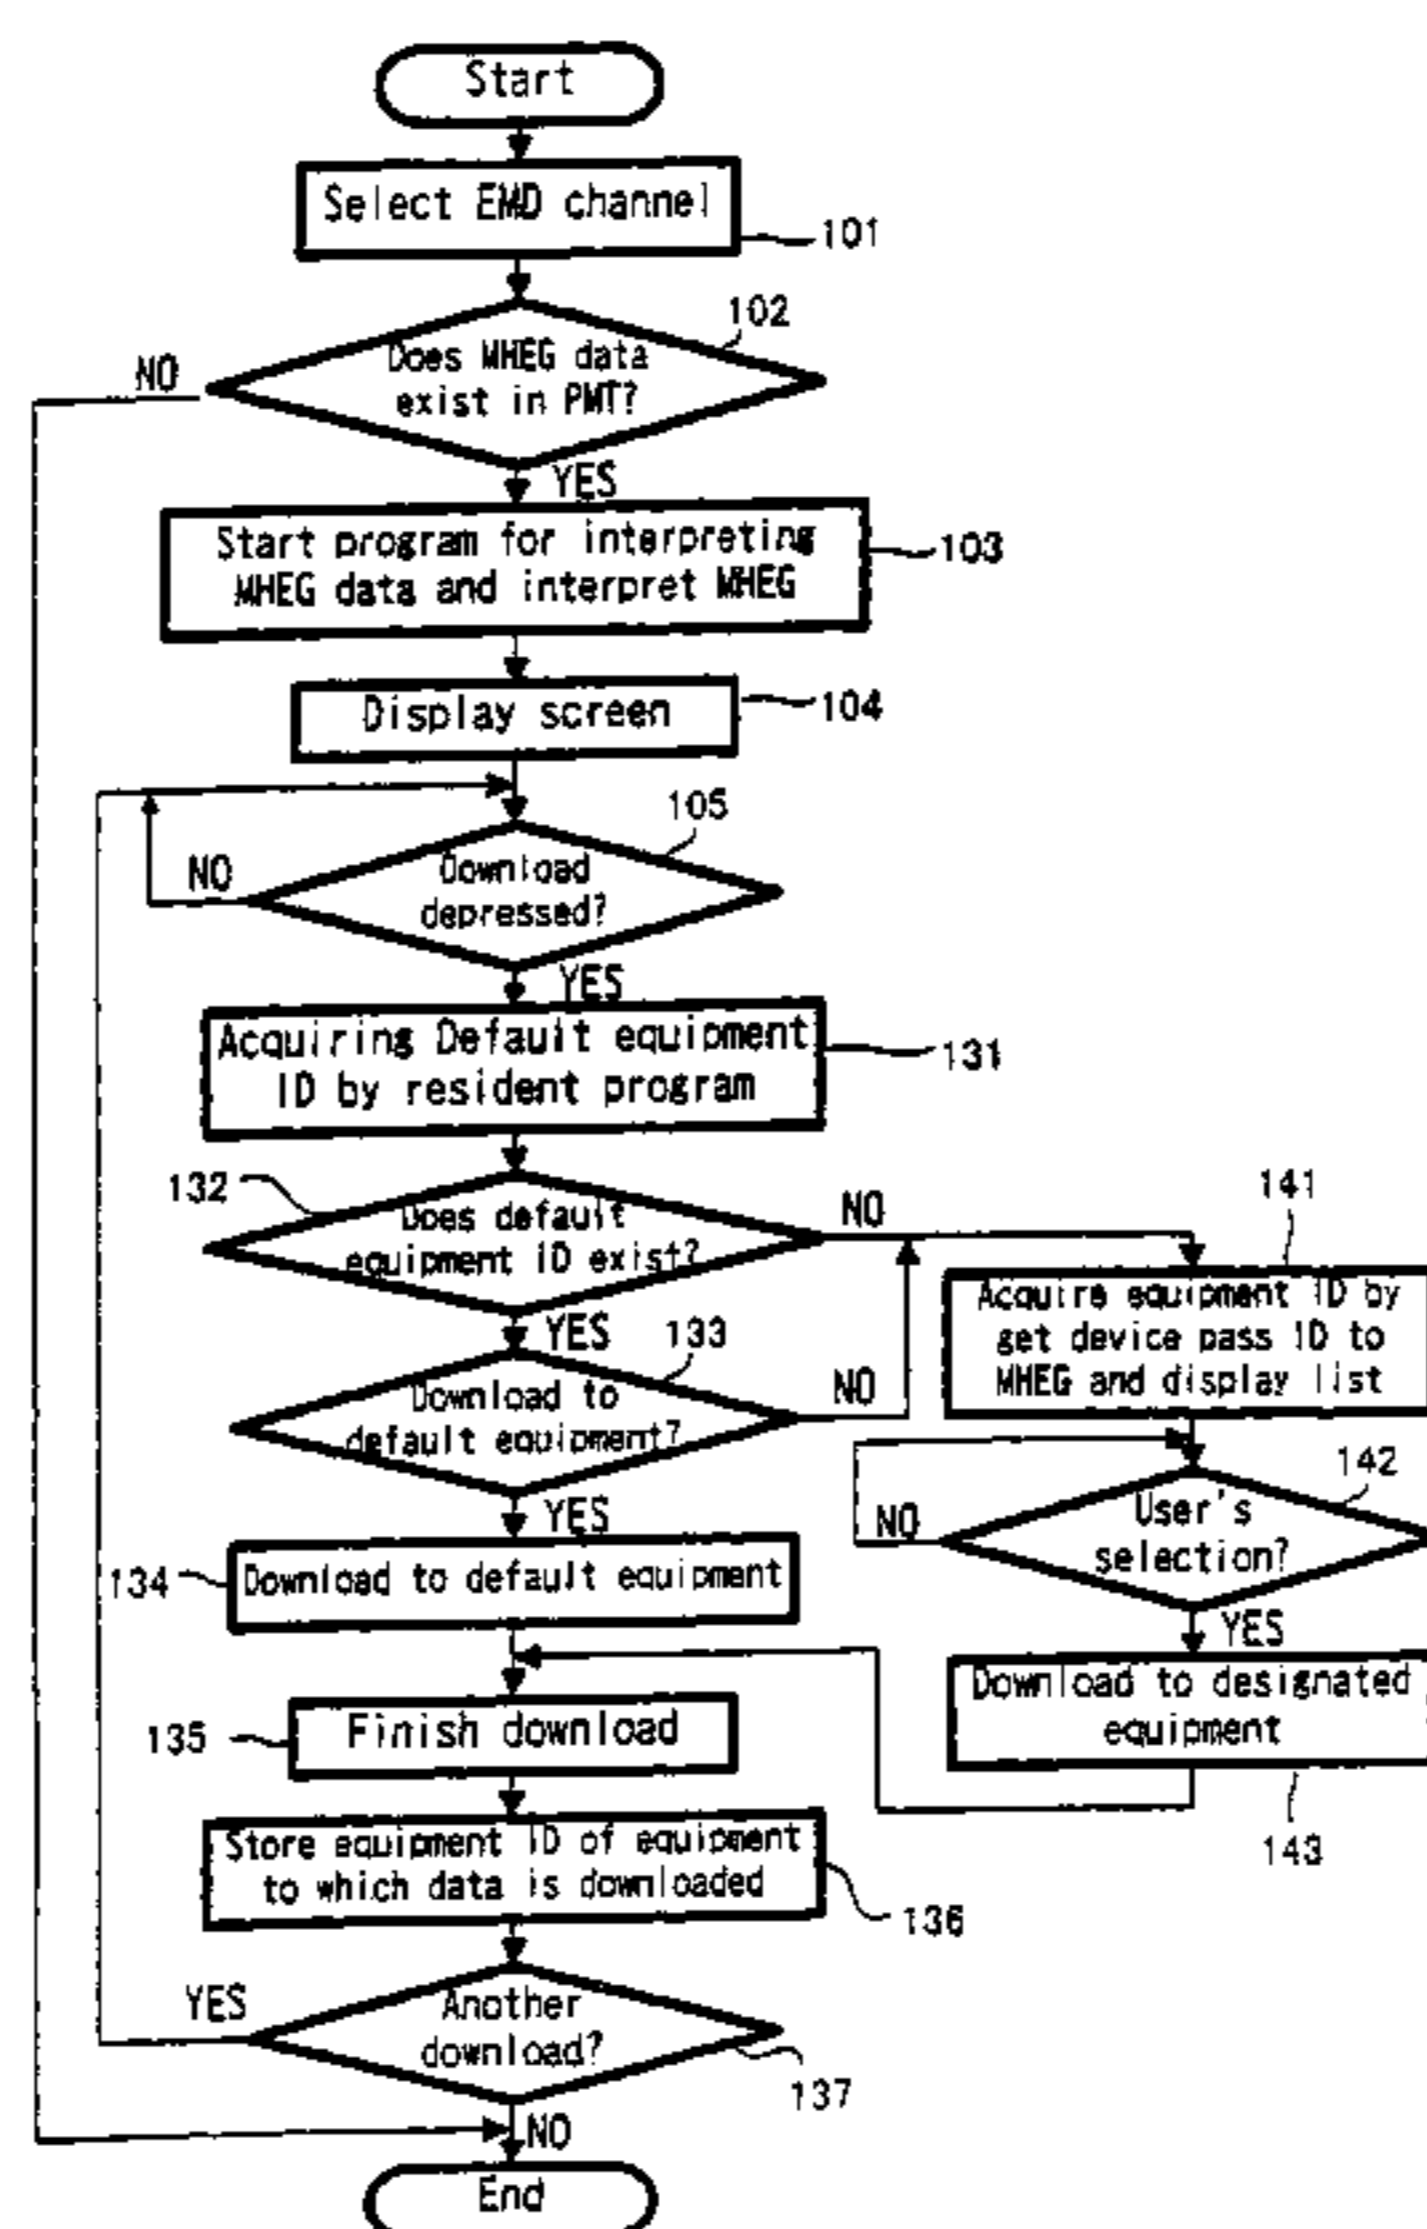 Start
Select EMD channel
101
102
Does MHEG data
exist in PMT?
NO
YES
Start program for interpreting
MHEG data and interpret MHEG
103
Display screen
104
105
Download
depressed?
NO
YES
Acquiring Default equipment
ID by resident program
131
132
Does default
equipment ID exist?
NO
YES
133
Download to
default equipment?
NO
YES
134
Download to default equipment
141
Acquire equipment ID by
get device pass ID to
MHEG and display list
142
User's
selection?
NO
YES
Download to designated
equipment
143
135
Finish download
Store equipment ID of equipment
to which data is downloaded
136
YES
Another
download?
137
NO
End